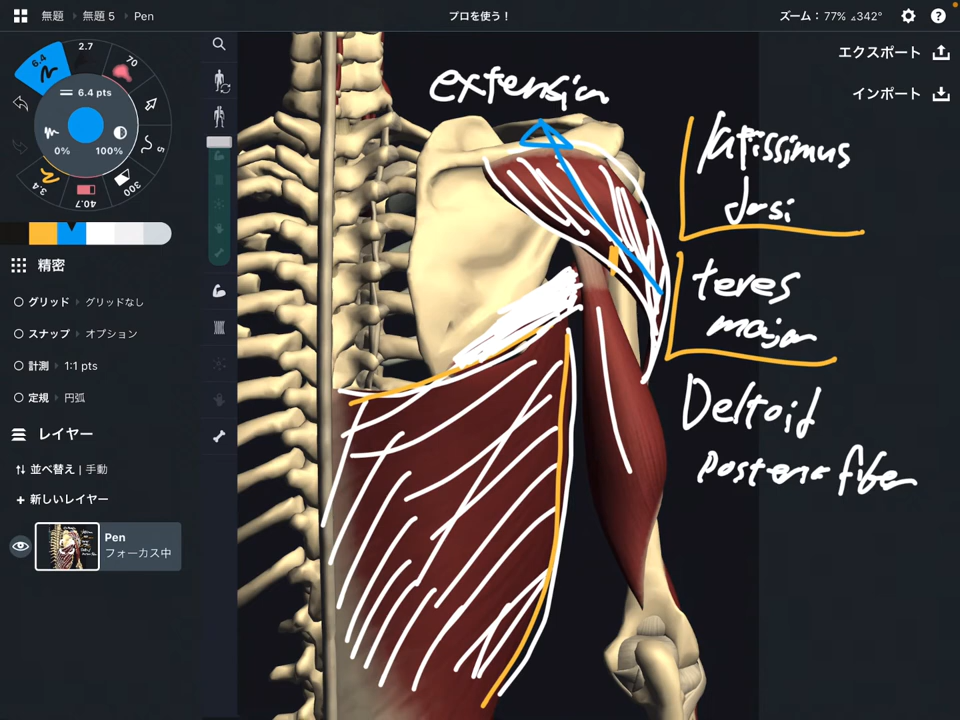 無題 ▸ 無題 5 ▸ Pen
プロを使う！
ズーム：77% ⊿342°
エクスポート
インポート
2.7
6.4
70
6.4 pts
0%
100%
5
3.4
40.7
300
精密
グリッド ▸ グリッドなし
スナップ ▸ オプション
計測 ▸ 1:1 pts
定規 ▸ 円弧
レイヤー
並べ替え | 手動
+ 新しいレイヤー
Pen
フォーカス中
extension
latissimus
dorsi
teres
major
Deltoid
posterior fiber